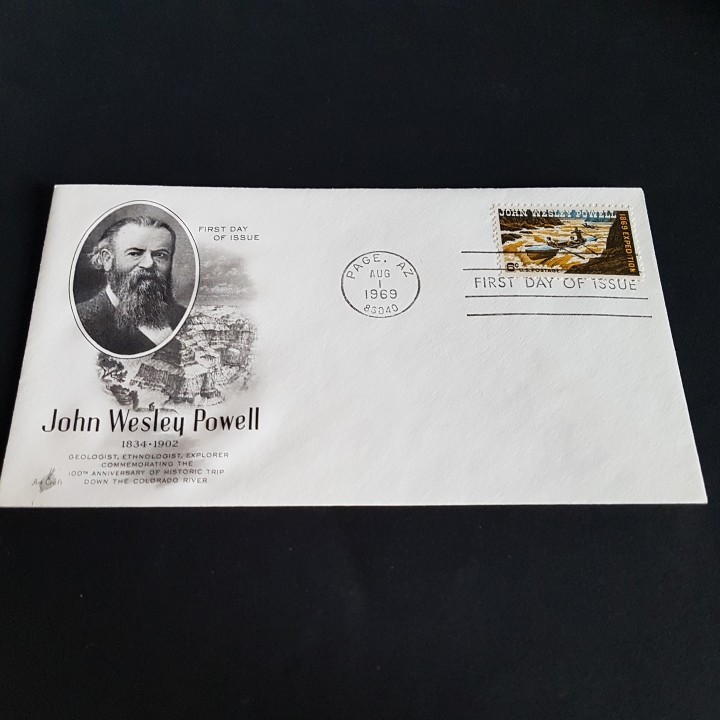 FIRST DAY
OF ISSUE
John Wesley Powell
1834 · 1902
GEOLOGIST, ETHNOLOGIST, EXPLORER
COMMEMORATING THE
100TH ANNIVERSARY OF HISTORIC TRIP
DOWN THE COLORADO RIVER
Art Craft
PAGE, AZ
AUG
1
1969
86040
JOHN WESLEY POWELL
1869 EXPEDITION
U.S. POSTAGE
FIRST DAY OF ISSUE